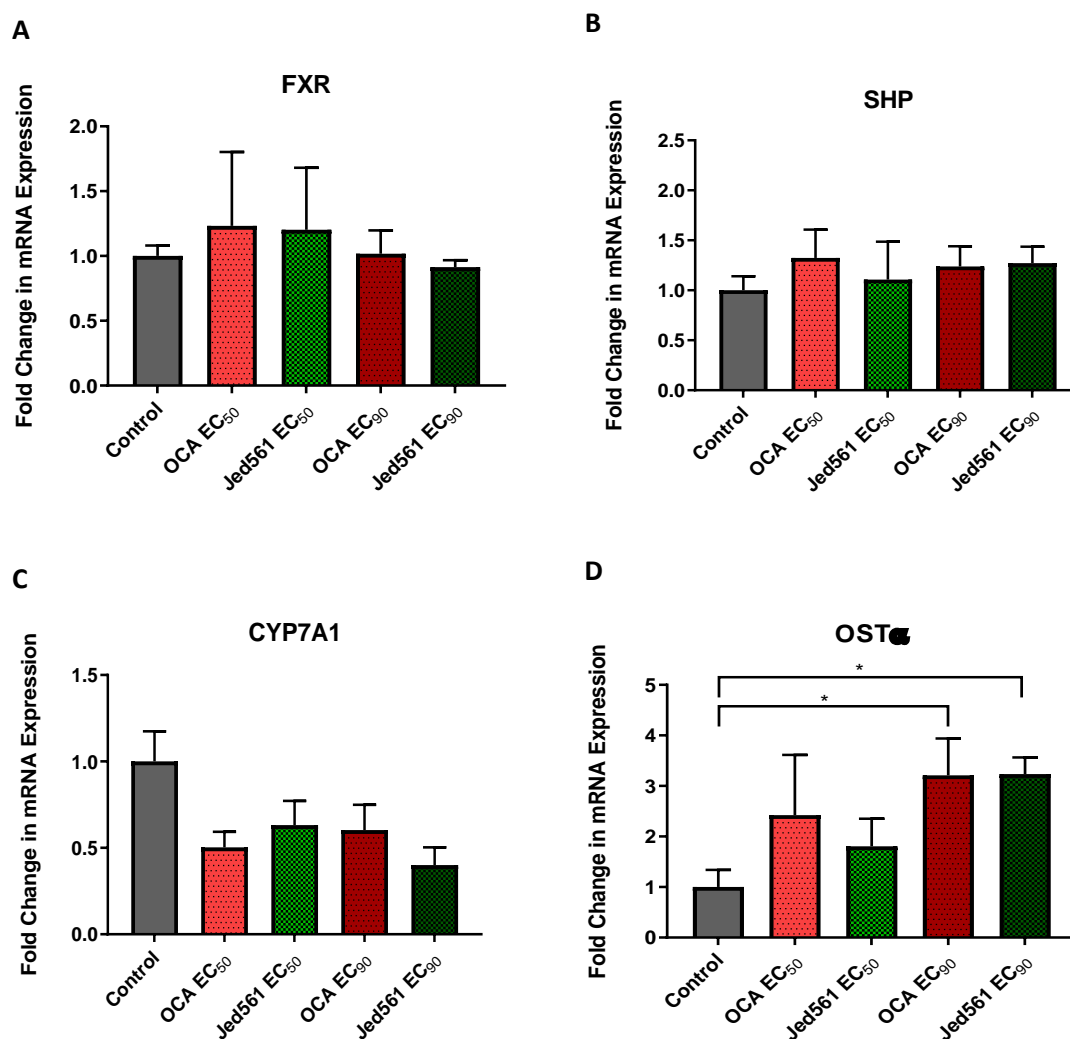 A
FXR
Fold Change in mRNA Expression
2.0
1.5
1.0
0.5
0.0
Control
OCA EC50
Jed561 EC50
OCA EC90
Jed561 EC90
B
SHP
Fold Change in mRNA Expression
2.5
2.0
1.5
1.0
0.5
0.0
Control
OCA EC50
Jed561 EC50
OCA EC90
Jed561 EC90
C
CYP7A1
Fold Change in mRNA Expression
1.5
1.0
0.5
0.0
Control
OCA EC50
Jed561 EC50
OCA EC90
Jed561 EC90
D
OSTα
Fold Change in mRNA Expression
*
*
5
4
3
2
1
0
Control
OCA EC50
Jed561 EC50
OCA EC90
Jed561 EC90